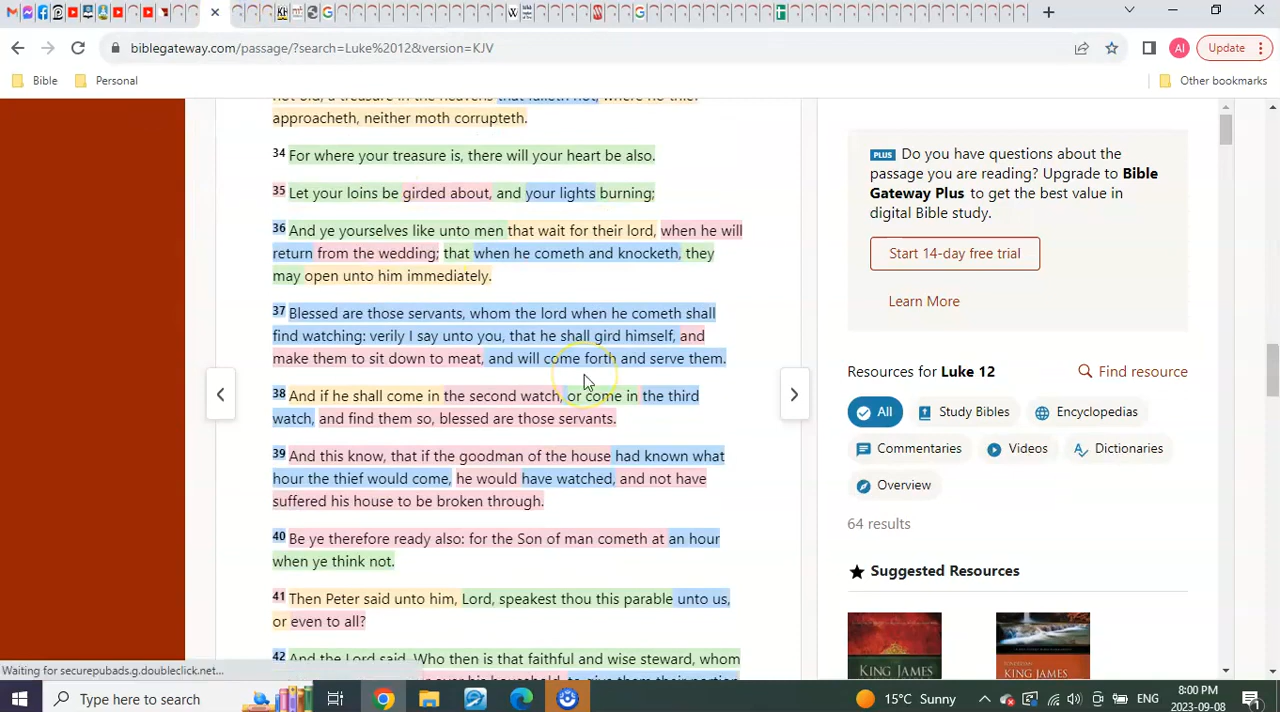 biblegateway.com/passage/?search=Luke%2012&version=KJV
AI
Update
Bible
Personal
Other bookmarks
approacheth, neither moth corrupteth.
34 For where your treasure is, there will your heart be also.
35 Let your loins be girded about, and your lights burning;
36 And ye yourselves like unto men that wait for their lord, when he will
return from the wedding; that when he cometh and knocketh, they
may open unto him immediately.
37 Blessed are those servants, whom the lord when he cometh shall
find watching: verily I say unto you, that he shall gird himself, and
make them to sit down to meat, and will come forth and serve them.
38 And if he shall come in the second watch, or come in the third
watch, and find them so, blessed are those servants.
39 And this know, that if the goodman of the house had known what
hour the thief would come, he would have watched, and not have
suffered his house to be broken through.
40 Be ye therefore ready also: for the Son of man cometh at an hour
when ye think not.
41 Then Peter said unto him, Lord, speakest thou this parable unto us,
or even to all?
42 And the Lord said, Who then is that faithful and wise steward, whom
PLUS Do you have questions about the
passage you are reading? Upgrade to Bible
Gateway Plus to get the best value in
digital Bible study.
Start 14-day free trial
Learn More
Resources for Luke 12
Find resource
All
Study Bibles
Encyclopedias
Commentaries
Videos
Dictionaries
Overview
64 results
Suggested Resources
KING JAMES
KING JAMES
Waiting for securepubads.g.doubleclick.net...
Type here to search
15°C Sunny
ENG
8:00 PM
2023-09-08
1